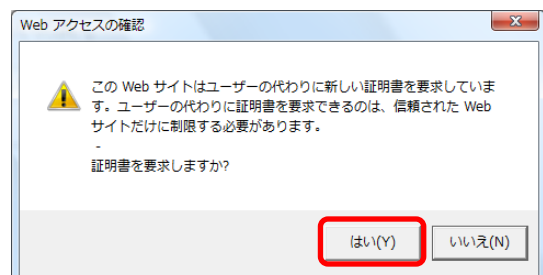 Web アクセスの確認
この Web サイトはユーザーの代わりに新しい証明書を要求していま
す。ユーザーの代わりに証明書を要求できるのは、信頼された Web
サイトだけに制限する必要があります。
-
証明書を要求しますか?
はい(Y)
いいえ(N)